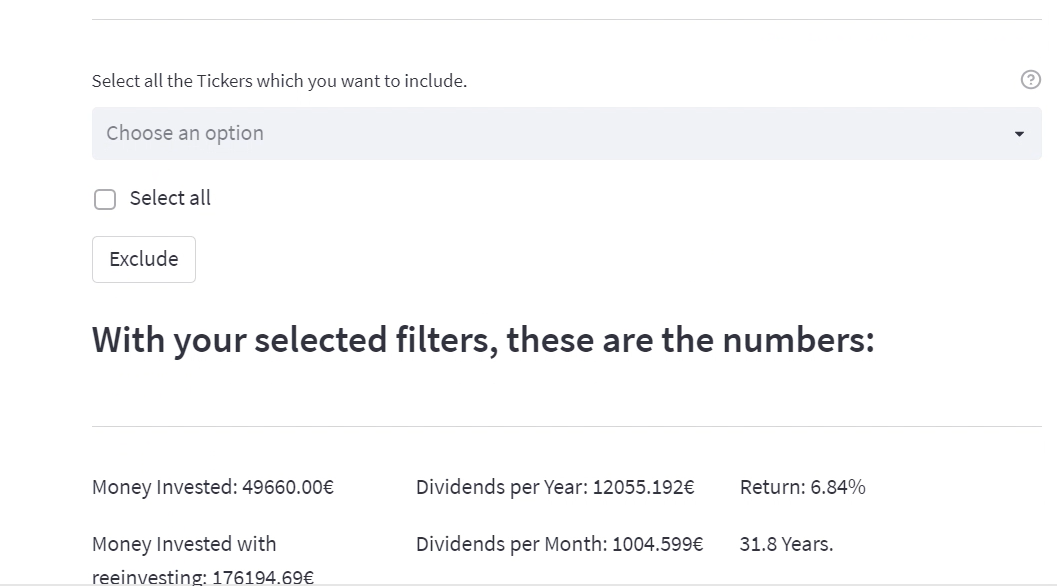 Select all the Tickers which you want to include.
Choose an option
Select all
Exclude
With your selected filters, these are the numbers:
Money Invested: 49660.00€
Dividends per Year: 12055.192€
Return: 6.84%
Money Invested with
reeinvesting: 176194.69€
Dividends per Month: 1004.599€
31.8 Years.